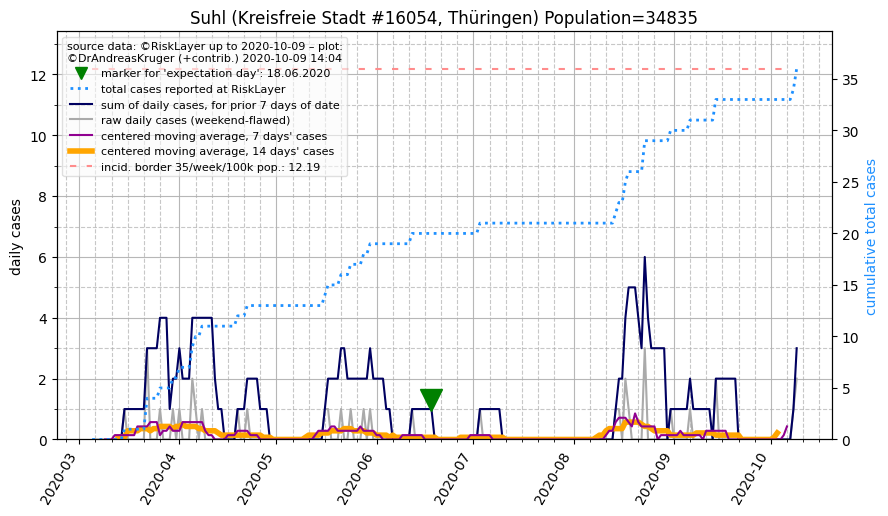 Suhl (Kreisfreie Stadt #16054, Thüringen) Population=34835
source data: ©RiskLayer up to 2020-10-09 – plot:
©DrAndreasKruger (+contrib.) 2020-10-09 14:04
marker for 'expectation day': 18.06.2020
total cases reported at RiskLayer
sum of daily cases, for prior 7 days of date
raw daily cases (weekend-flawed)
centered moving average, 7 days' cases
centered moving average, 14 days' cases
incid. border 35/week/100k pop.: 12.19
daily cases
12
10
8
6
4
2
0
cumulative total cases
35
30
25
20
15
10
5
0
2020-03
2020-04
2020-05
2020-06
2020-07
2020-08
2020-09
2020-10